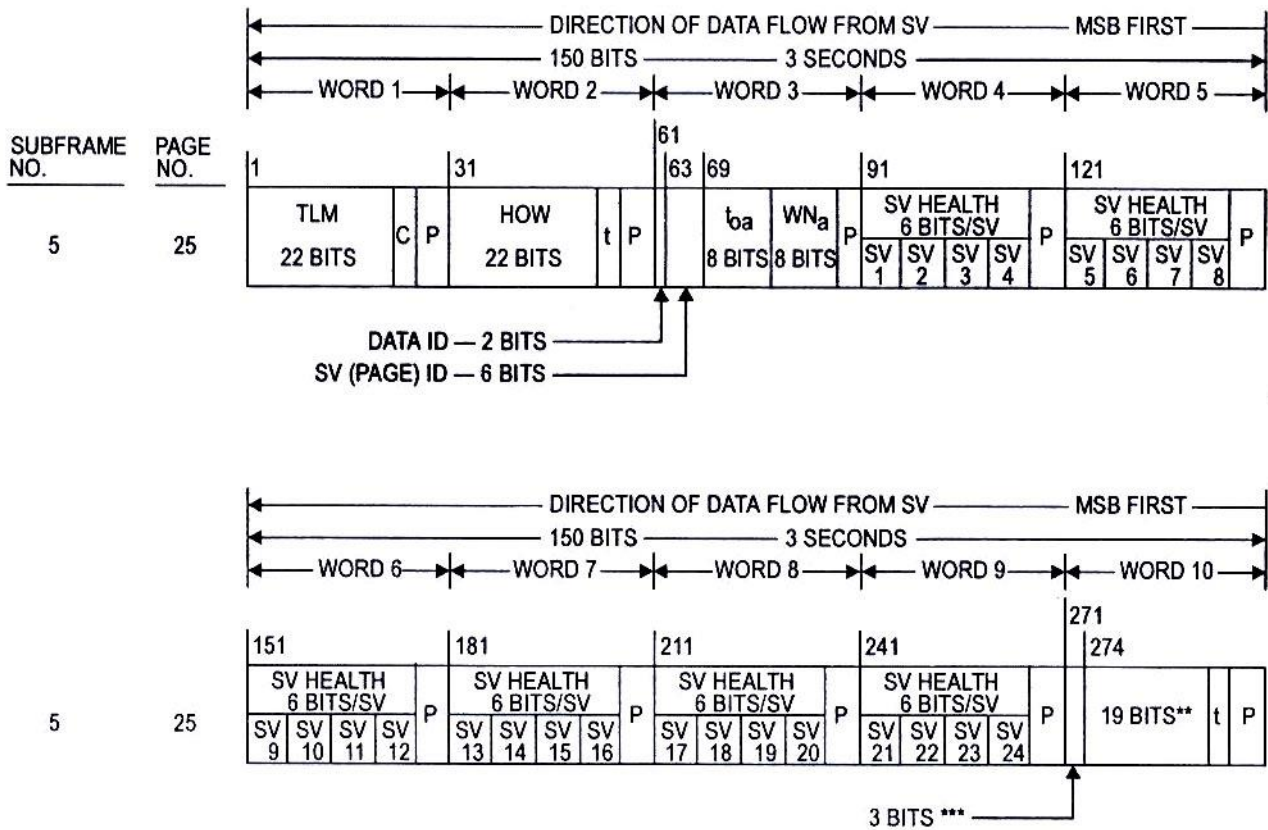 DIRECTION OF DATA FLOW FROM SV MSB FIRST
150 BITS 3 SECONDS
WORD 1 WORD 2 WORD 3 WORD 4 WORD 5
SUBFRAME NO. PAGE NO.
1 31 61 63 69 91 121
5 25
TLM 22 BITS C P
HOW 22 BITS t P
toa 8 BITS WNa 8 BITS P
SV HEALTH 6 BITS/SV P
SV 1 SV 2 SV 3 SV 4
SV HEALTH 6 BITS/SV P
SV 5 SV 6 SV 7 SV 8
DATA ID — 2 BITS
SV (PAGE) ID — 6 BITS
DIRECTION OF DATA FLOW FROM SV MSB FIRST
150 BITS 3 SECONDS
WORD 6 WORD 7 WORD 8 WORD 9 WORD 10
151 181 211 241 271 274
5 25
SV HEALTH 6 BITS/SV P
SV 9 SV 10 SV 11 SV 12
SV HEALTH 6 BITS/SV P
SV 13 SV 14 SV 15 SV 16
SV HEALTH 6 BITS/SV P
SV 17 SV 18 SV 19 SV 20
SV HEALTH 6 BITS/SV P
SV 21 SV 22 SV 23 SV 24
19 BITS** t P
3 BITS ***